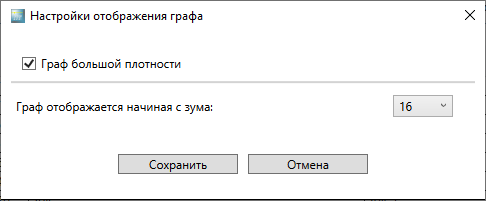 Настройки отображения графа
Граф большой плотности
Граф отображается начиная с зума: 16
Сохранить Отмена